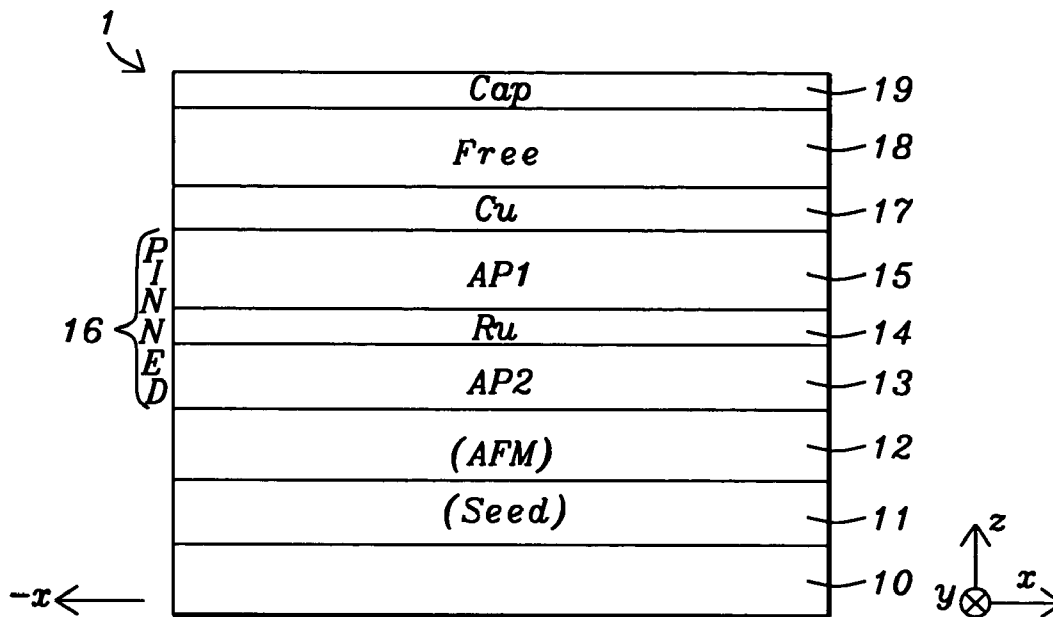 1
Cap 19
Free 18
Cu 17
PINNED
16
AP1 15
Ru 14
AP2 13
(AFM) 12
(Seed) 11
10
-x
z
y x